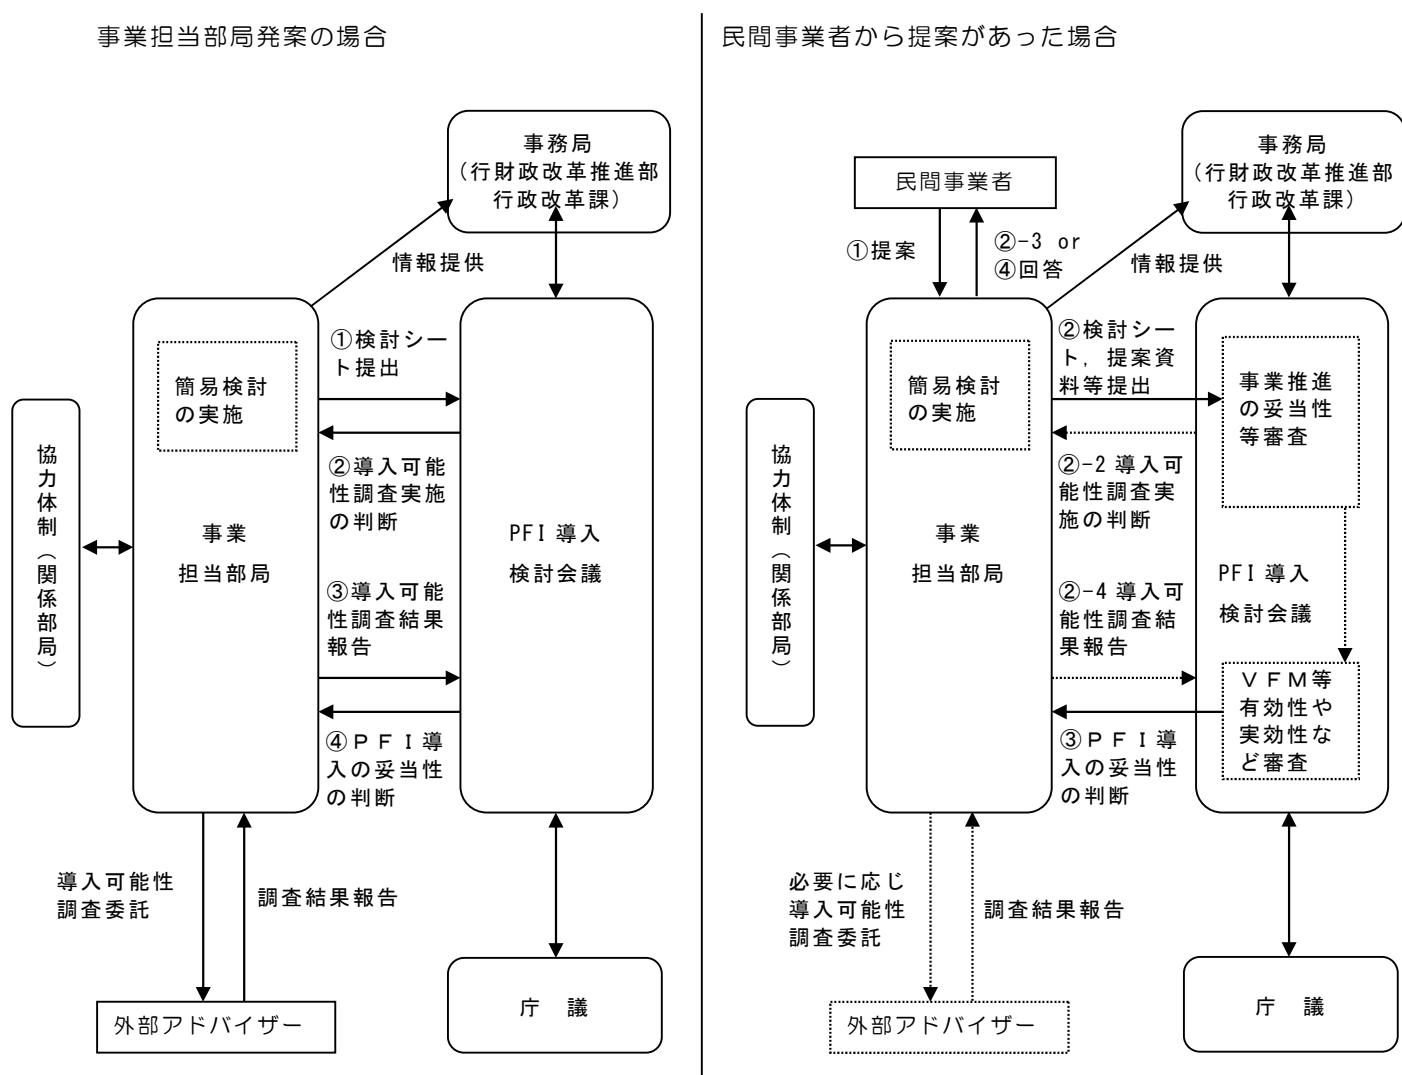 事業担当部局発案の場合
事務局
(行財政改革推進部
行政改革課)
情報提供
①検討シー
ト提出
簡易検討
の実施
②導入可能
性調査実施
の判断
協力体制(関係部局)
事業
担当部局
PFI 導入
検討会議
③導入可能
性調査結果
報告
④PFI導
入の妥当性
の判断
導入可能性
調査委託
調査結果報告
外部アドバイザー
庁 議
民間事業者から提案があった場合
事務局
(行財政改革推進部
行政改革課)
民間事業者
①提案
②-3 or
④回答
情報提供
②検討シー
ト,提案資
料等提出
簡易検討
の実施
事業推進
の妥当性
等審査
②-2 導入可
能性調査実
施の判断
協力体制(関係部局)
事業
担当部局
PFI 導入
検討会議
②-4 導入可
能性調査結
果報告
VFM等
有効性や
実効性な
ど審査
③PFI導
入の妥当性
の判断
必要に応じ
導入可能性
調査委託
調査結果報告
外部アドバイザー
庁 議